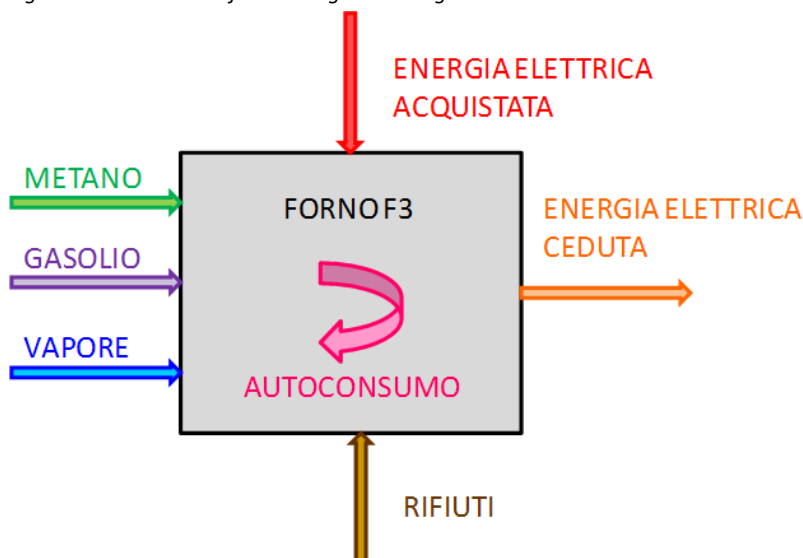 ENERGIA ELETTRICA
ACQUISTATA
METANO
FORNO F3
ENERGIA ELETTRICA
CEDUTA
GASOLIO
VAPORE
AUTOCONSUMO
RIFIUTI